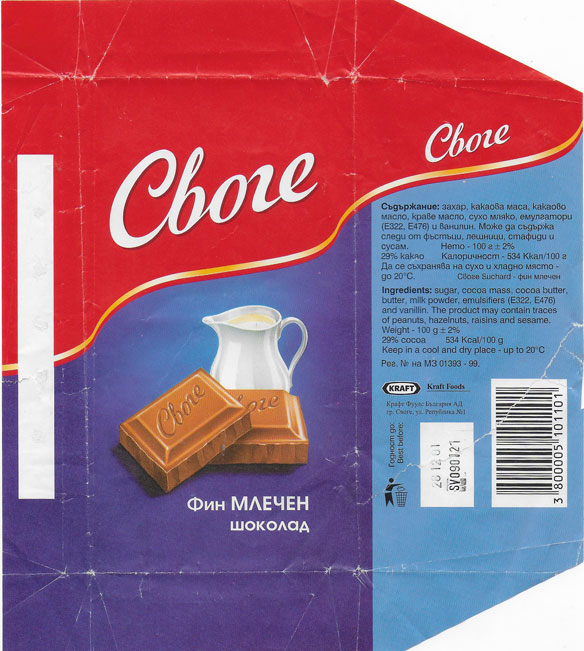 Своге
Своге
Своге
оге
Фин МЛЕЧЕН
шоколад
Съдържание: захар, какаова маса, какаово
масло, краве масло, сухо мляко, емулгатори
(E322, E476) и ванилин. Може да съдържа
следи от фъстъци, лешници, стафиди и
сусам. Нето - 100 г ± 2%
29% какао Калоричност - 534 Ккал/100 г
Да се съхранява на сухо и хладно място -
до 20°C. Своге Suchard - фин млечен
Ingredients: sugar, cocoa mass, cocoa butter,
butter, milk powder, emulsifiers (E322, E476)
and vanillin. The product may contain traces
of peanuts, hazelnuts, raisins and sesame.
Weight - 100 g ± 2%
29% cocoa 534 Kcal/100 g
Keep in a cool and dry place - up to 20°C
Рег. № на МЗ 01393 - 99.
KRAFT Kraft Foods
Крафт Фуудс България АД
гр. Своге, ул. Република №1
Годност до:
Best before:
28 12 01
SV090121
3 800005 101101